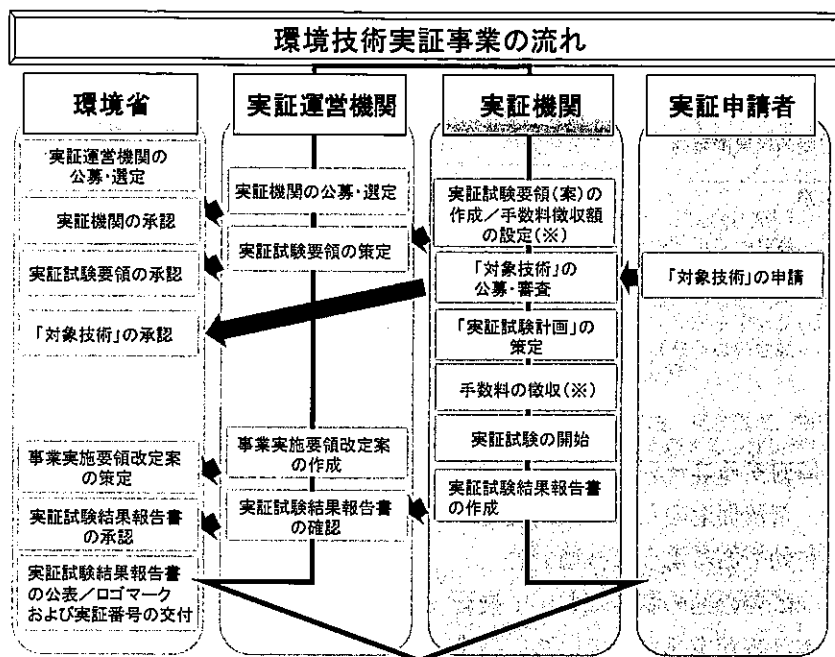 環境技術実証事業の流れ
環境省
実証運営機関の
公募・選定
実証機関の承認
実証試験要領の承認
「対象技術」の承認
事業実施要領改定案
の策定
実証試験結果報告書
の承認
実証試験結果報告書
の公表／ロゴマーク
および実証番号の交付
実証運営機関
実証機関の公募・選定
実証試験要領の策定
事業実施要領改定案
の作成
実証試験結果報告書
の確認
実証機関
実証試験要領(案)の
作成／手数料徴収額
の設定(※)
「対象技術」の
公募・審査
「実証試験計画」の
策定
手数料の徴収(※)
実証試験の開始
実証試験結果報告書
の作成
実証申請者
「対象技術」の申請